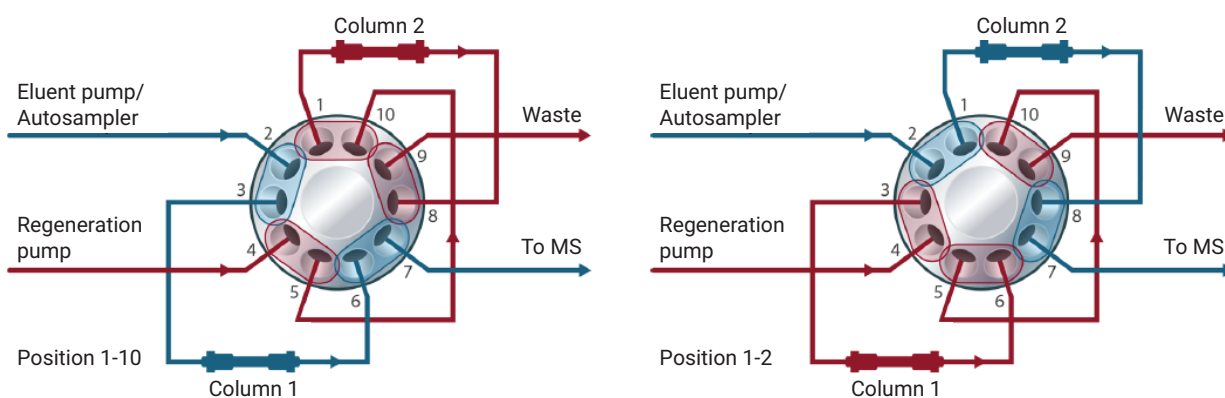 Column 2
Eluent pump/
Autosampler
Waste
1
10
2
9
3
8
Regeneration
pump
4
7
To MS
5
6
Position 1-10
Column 1
Column 2
Eluent pump/
Autosampler
Waste
1
10
2
9
3
8
Regeneration
pump
4
7
To MS
5
6
Position 1-2
Column 1